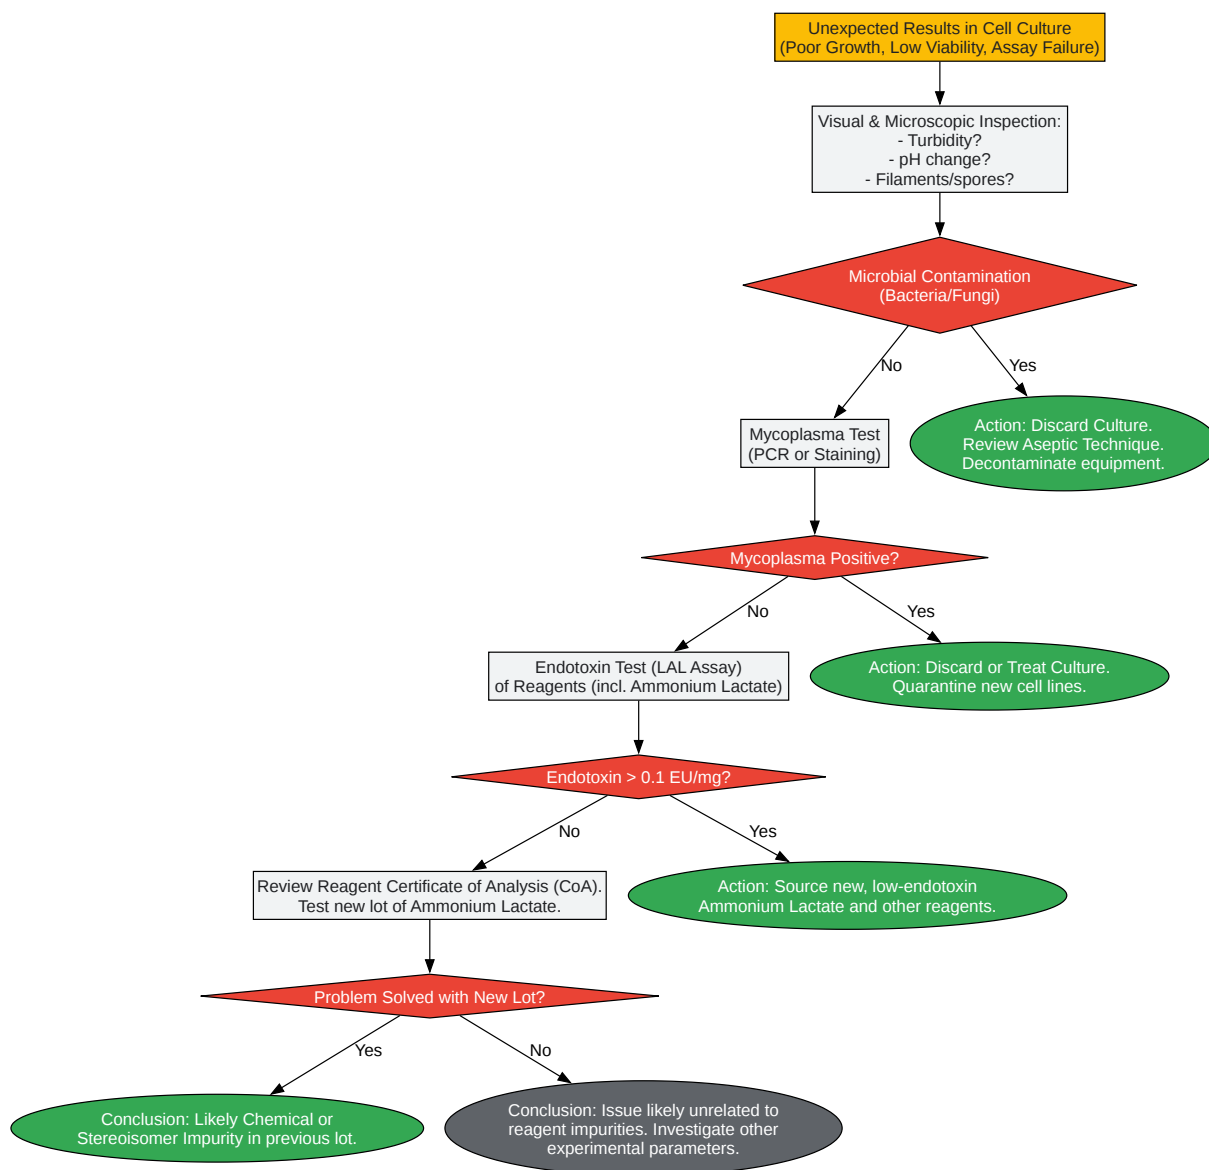 Unexpected Results in Cell Culture
(Poor Growth, Low Viability, Assay Failure)
Visual & Microscopic Inspection:
- Turbidity?
- pH change?
- Filaments/spores?
Microbial Contamination
(Bacteria/Fungi)
No
Yes
Mycoplasma Test
(PCR or Staining)
Action: Discard Culture.
Review Aseptic Technique.
Decontaminate equipment.
Mycoplasma Positive?
No
Yes
Endotoxin Test (LAL Assay)
of Reagents (incl. Ammonium Lactate)
Action: Discard or Treat Culture.
Quarantine new cell lines.
Endotoxin > 0.1 EU/mg?
No
Yes
Review Reagent Certificate of Analysis (CoA).
Test new lot of Ammonium Lactate.
Action: Source new, low-endotoxin
Ammonium Lactate and other reagents.
Problem Solved with New Lot?
Yes
No
Conclusion: Likely Chemical or
Stereoisomer Impurity in previous lot.
Conclusion: Issue likely unrelated to
reagent impurities. Investigate other
experimental parameters.